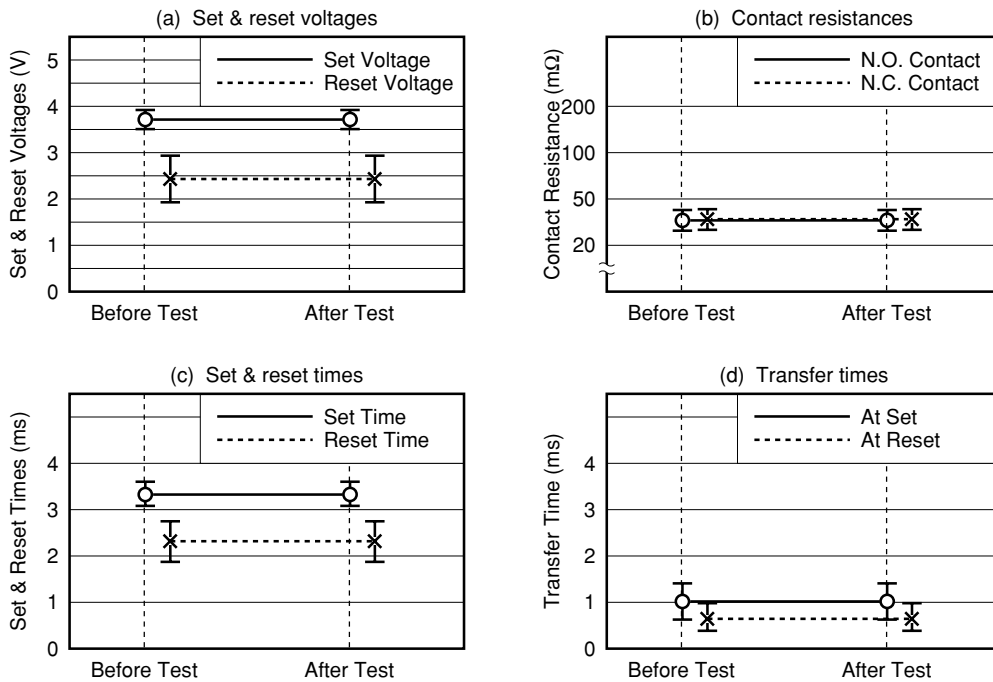 (a) Set & reset voltages
Set & Reset Voltages (V)
5
4
3
2
1
0
Set Voltage
Reset Voltage
Before Test
After Test
(b) Contact resistances
Contact Resistance (mΩ)
200
100
50
20
N.O. Contact
N.C. Contact
Before Test
After Test
(c) Set & reset times
Set & Reset Times (ms)
4
3
2
1
0
Set Time
Reset Time
Before Test
After Test
(d) Transfer times
Transfer Time (ms)
4
3
2
1
0
At Set
At Reset
Before Test
After Test